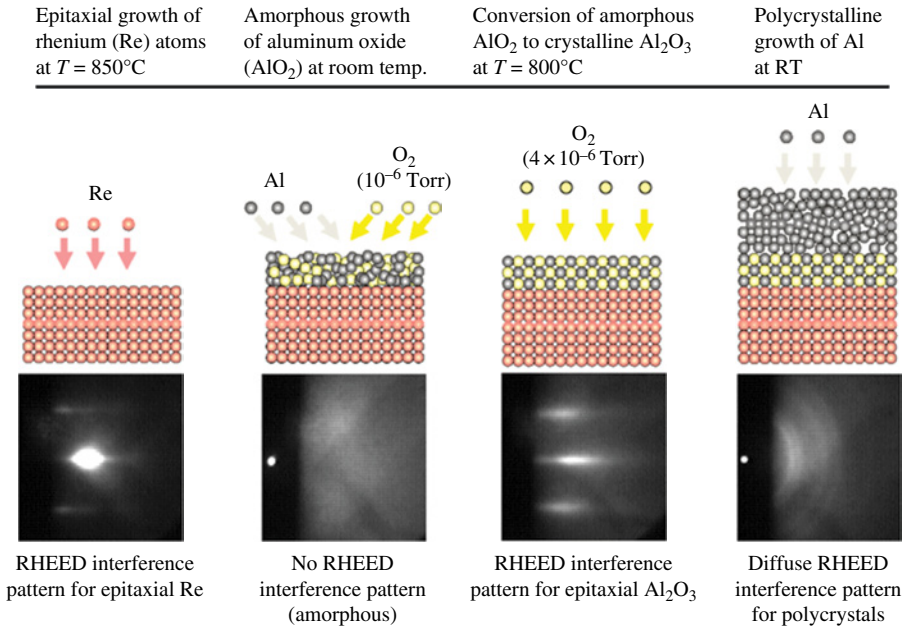 Epitaxial growth of
rhenium (Re) atoms
at T = 850°C
Amorphous growth
of aluminum oxide
(AlO₂) at room temp.
Conversion of amorphous
AlO₂ to crystalline Al₂O₃
at T = 800°C
Polycrystalline
growth of Al
at RT
Re
Al
O₂
(10⁻⁶ Torr)
O₂
(4 × 10⁻⁶ Torr)
Al
RHEED interference
pattern for epitaxial Re
No RHEED
interference pattern
(amorphous)
RHEED interference
pattern for epitaxial Al₂O₃
Diffuse RHEED
interference pattern
for polycrystals